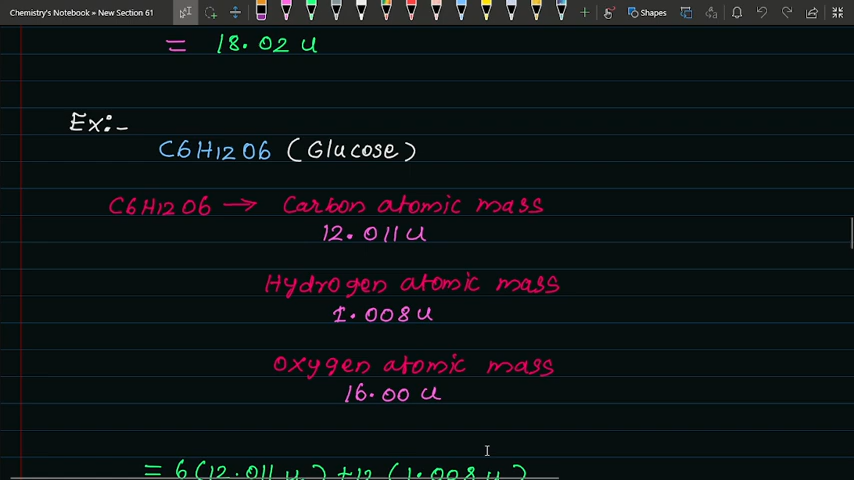 Chemistry's Notebook » New Section 61
Shapes
= 18.02 u
Ex:-
C6H12O6 (Glucose)
C6H12O6 → Carbon atomic mass
12.011 u
Hydrogen atomic mass
1.008 u
Oxygen atomic mass
16.00 u
= 6(12.011 u) + 12 (1.008 u)